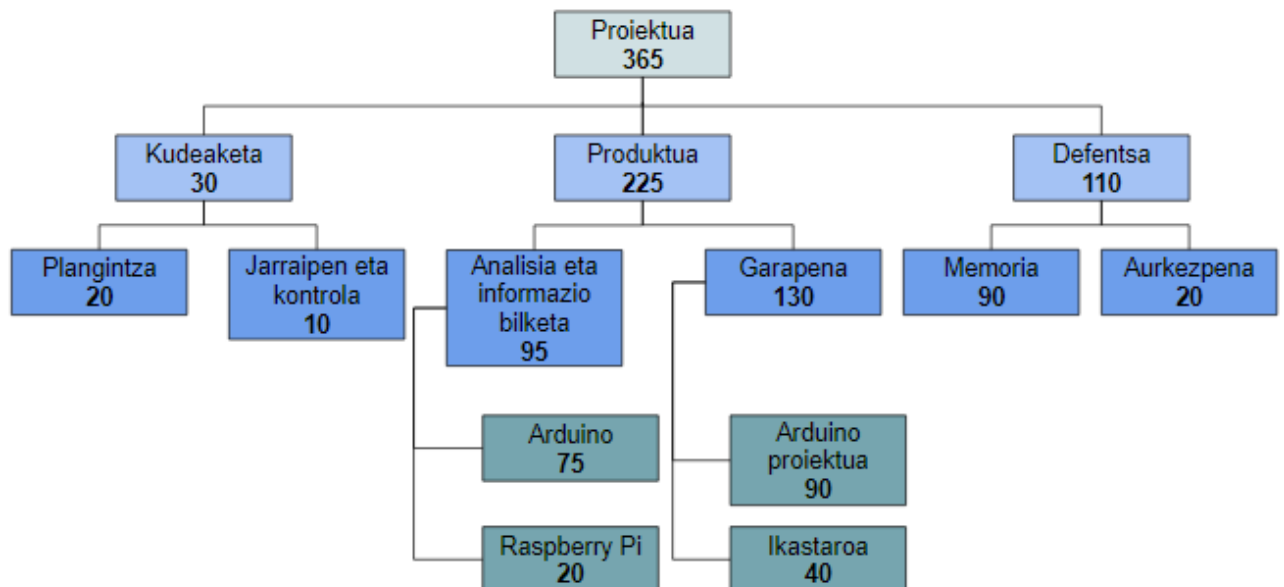 Proiektua
365
Kudeaketa
30
Produktua
225
Defentsa
110
Plangintza
20
Jarraipen eta
kontrola
10
Analisia eta
informazio
bilketa
95
Garapena
130
Memoria
90
Aurkezpena
20
Arduino
75
Arduino
proiektua
90
Raspberry Pi
20
Ikastaroa
40